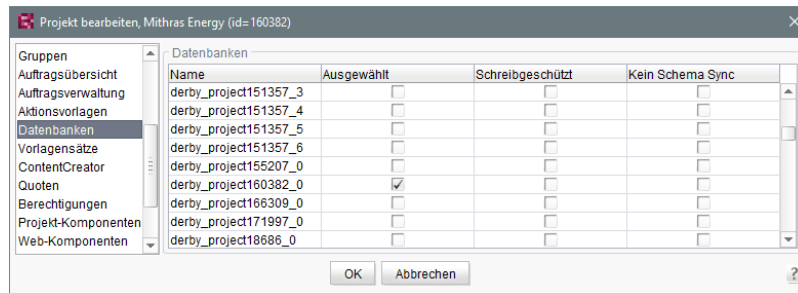 Projekt bearbeiten, Mithras Energy (id=160382)
Gruppen
Auftragsübersicht
Auftragsverwaltung
Aktionsvorlagen
Datenbanken
Vorlagensätze
ContentCreator
Quoten
Berechtigungen
Projekt-Komponenten
Web-Komponenten
Datenbanken
Name Ausgewählt Schreibgeschützt Kein Schema Sync
derby_project151357_3
derby_project151357_4
derby_project151357_5
derby_project151357_6
derby_project155207_0
derby_project160382_0
derby_project166309_0
derby_project171997_0
derby_project18686_0
OK Abbrechen ?